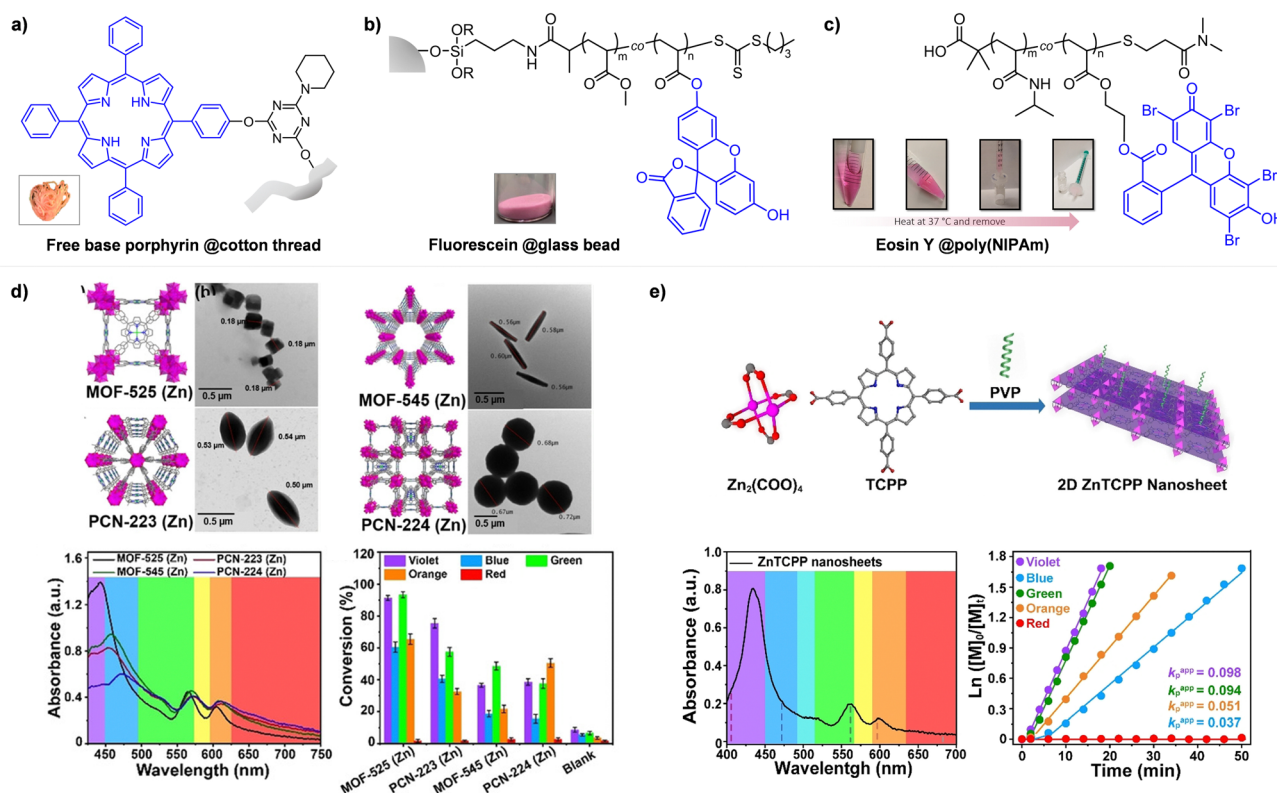 a)
N
HN
NH
N
O
N
N
N
N
O
Free base porphyrin @cotton thread
b)
OR
O
Si
OR
N
H
O
m
co
n
S
S
S
3
O
O
O
O
O
O
O
OH
Fluorescein @glass bead
c)
HO
O
m
co
n
S
O
N
O
NH
O
O
O
O
O
Br
Br
O
Br
OH
Br
Heat at 37 °C and remove
Eosin Y @poly(NIPAm)
d)
(b)
0.18 µm
0.18 µm
0.18 µm
0.5 µm
MOF-525 (Zn)
0.56µm
0.58µm
0.60µm
0.56µm
0.5 µm
MOF-545 (Zn)
0.53 µm
0.54 µm
0.50 µm
0.5 µm
PCN-223 (Zn)
0.68µm
0.67µm
0.72µm
0.5 µm
PCN-224 (Zn)
Absorbance (a.u.)
1.6
1.2
0.8
0.4
0.0
MOF-525 (Zn)
PCN-223 (Zn)
MOF-545 (Zn)
PCN-224 (Zn)
450 500 550 600 650 700 750
Wavelength (nm)
Conversion (%)
120
100
80
60
40
20
0
Violet
Blue
Green
Orange
Red
MOF-525 (Zn)
PCN-223 (Zn)
MOF-545 (Zn)
PCN-224 (Zn)
Blank
e)
PVP
Zn₂(COO)₄
TCPP
2D ZnTCPP Nanosheet
Absorbance (a.u.)
1.0
0.8
0.6
0.4
0.2
0.0
ZnTCPP nanosheets
400 450 500 550 600 650 700
Wavelengtgh (nm)
Ln ([M]₀/[M]t)
1.8
1.5
1.2
0.9
0.6
0.3
0.0
Violet
Blue
Green
Orange
Red
kₚᵃᵖᵖ = 0.098
kₚᵃᵖᵖ = 0.094
kₚᵃᵖᵖ = 0.051
kₚᵃᵖᵖ = 0.037
0 10 20 30 40 50
Time (min)